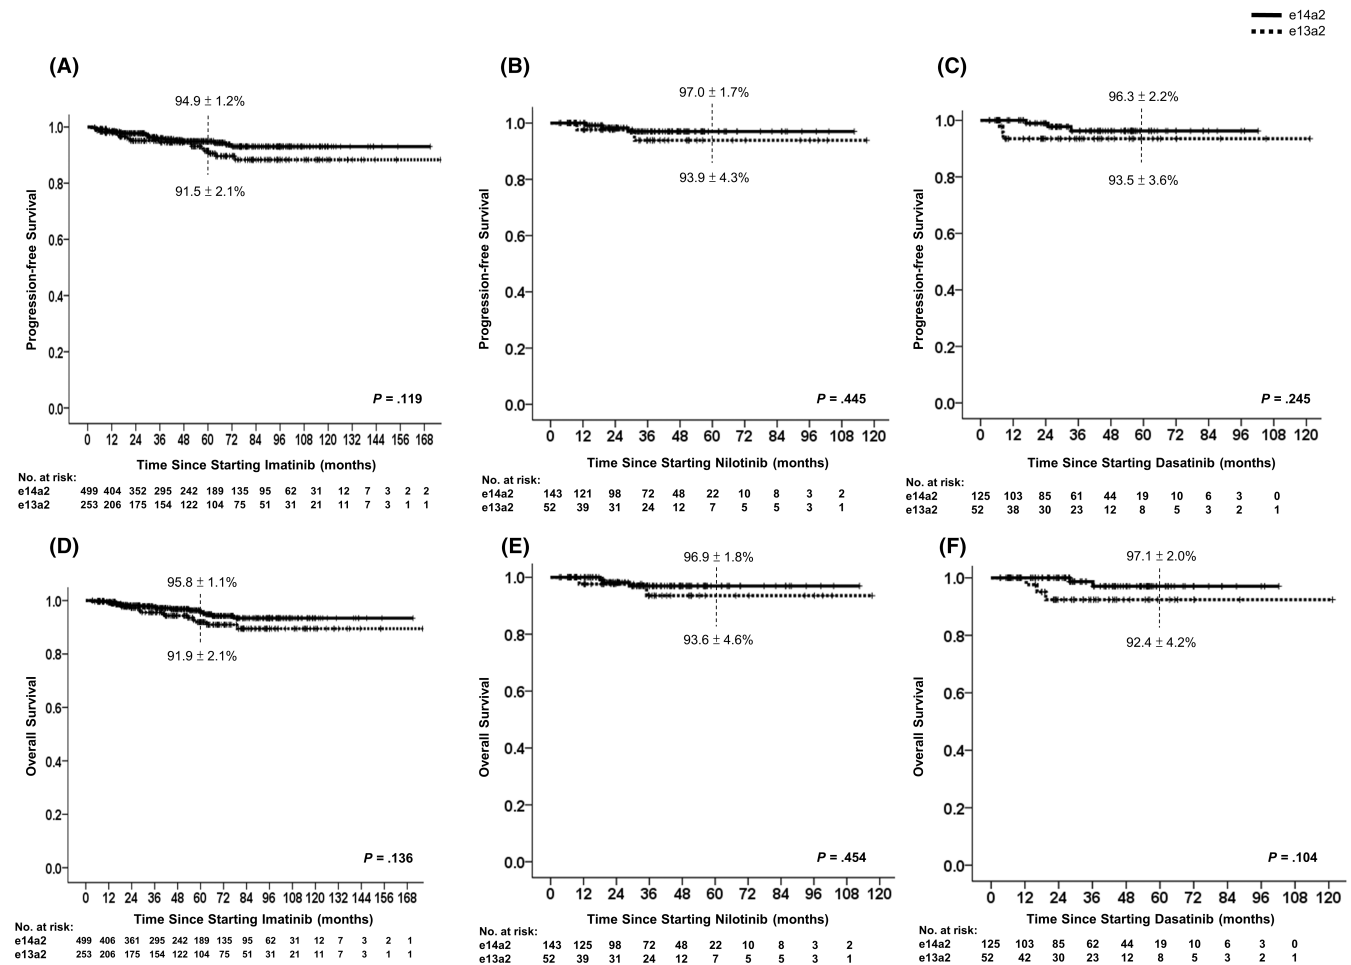 e14a2
e13a2
(A)
94.9 ± 1.2%
91.5 ± 2.1%
Progression-free Survival
1.0
0.8
0.6
0.4
0.2
0.0
P = .119
0 12 24 36 48 60 72 84 96 108 120 132 144 156 168
Time Since Starting Imatinib (months)
No. at risk:
e14a2 499 404 352 295 242 189 135 95 62 31 12 7 3 2 2
e13a2 253 206 175 154 122 104 75 51 31 21 11 7 3 1 1
(B)
97.0 ± 1.7%
93.9 ± 4.3%
Progression-free Survival
1.0
0.8
0.6
0.4
0.2
0.0
P = .445
0 12 24 36 48 60 72 84 96 108 120
Time Since Starting Nilotinib (months)
No. at risk:
e14a2 143 121 98 72 48 22 10 8 3 2
e13a2 52 39 31 24 12 7 5 5 3 1
(C)
96.3 ± 2.2%
93.5 ± 3.6%
Progression-free Survival
1.0
0.8
0.6
0.4
0.2
0.0
P = .245
0 12 24 36 48 60 72 84 96 108 120
Time Since Starting Dasatinib (months)
No. at risk:
e14a2 125 103 85 61 44 19 10 6 3 0
e13a2 52 38 30 23 12 8 5 3 2 1
(D)
95.8 ± 1.1%
91.9 ± 2.1%
Overall Survival
1.0
0.8
0.6
0.4
0.2
0.0
P = .136
0 12 24 36 48 60 72 84 96 108 120 132 144 156 168
Time Since Starting Imatinib (months)
No. at risk:
e14a2 499 406 361 295 242 189 135 95 62 31 12 7 3 2 1
e13a2 253 206 175 154 122 104 75 51 31 21 11 7 3 1 1
(E)
96.9 ± 1.8%
93.6 ± 4.6%
Overall Survival
1.0
0.8
0.6
0.4
0.2
0.0
P = .454
0 12 24 36 48 60 72 84 96 108 120
Time Since Starting Nilotinib (months)
No. at risk:
e14a2 143 125 98 72 48 22 10 8 3 2
e13a2 52 39 31 24 12 7 5 5 3 1
(F)
97.1 ± 2.0%
92.4 ± 4.2%
Overall Survival
1.0
0.8
0.6
0.4
0.2
0.0
P = .104
0 12 24 36 48 60 72 84 96 108 120
Time Since Starting Dasatinib (months)
No. at risk:
e14a2 125 103 85 62 44 19 10 6 3 0
e13a2 52 42 30 23 12 8 5 3 2 1